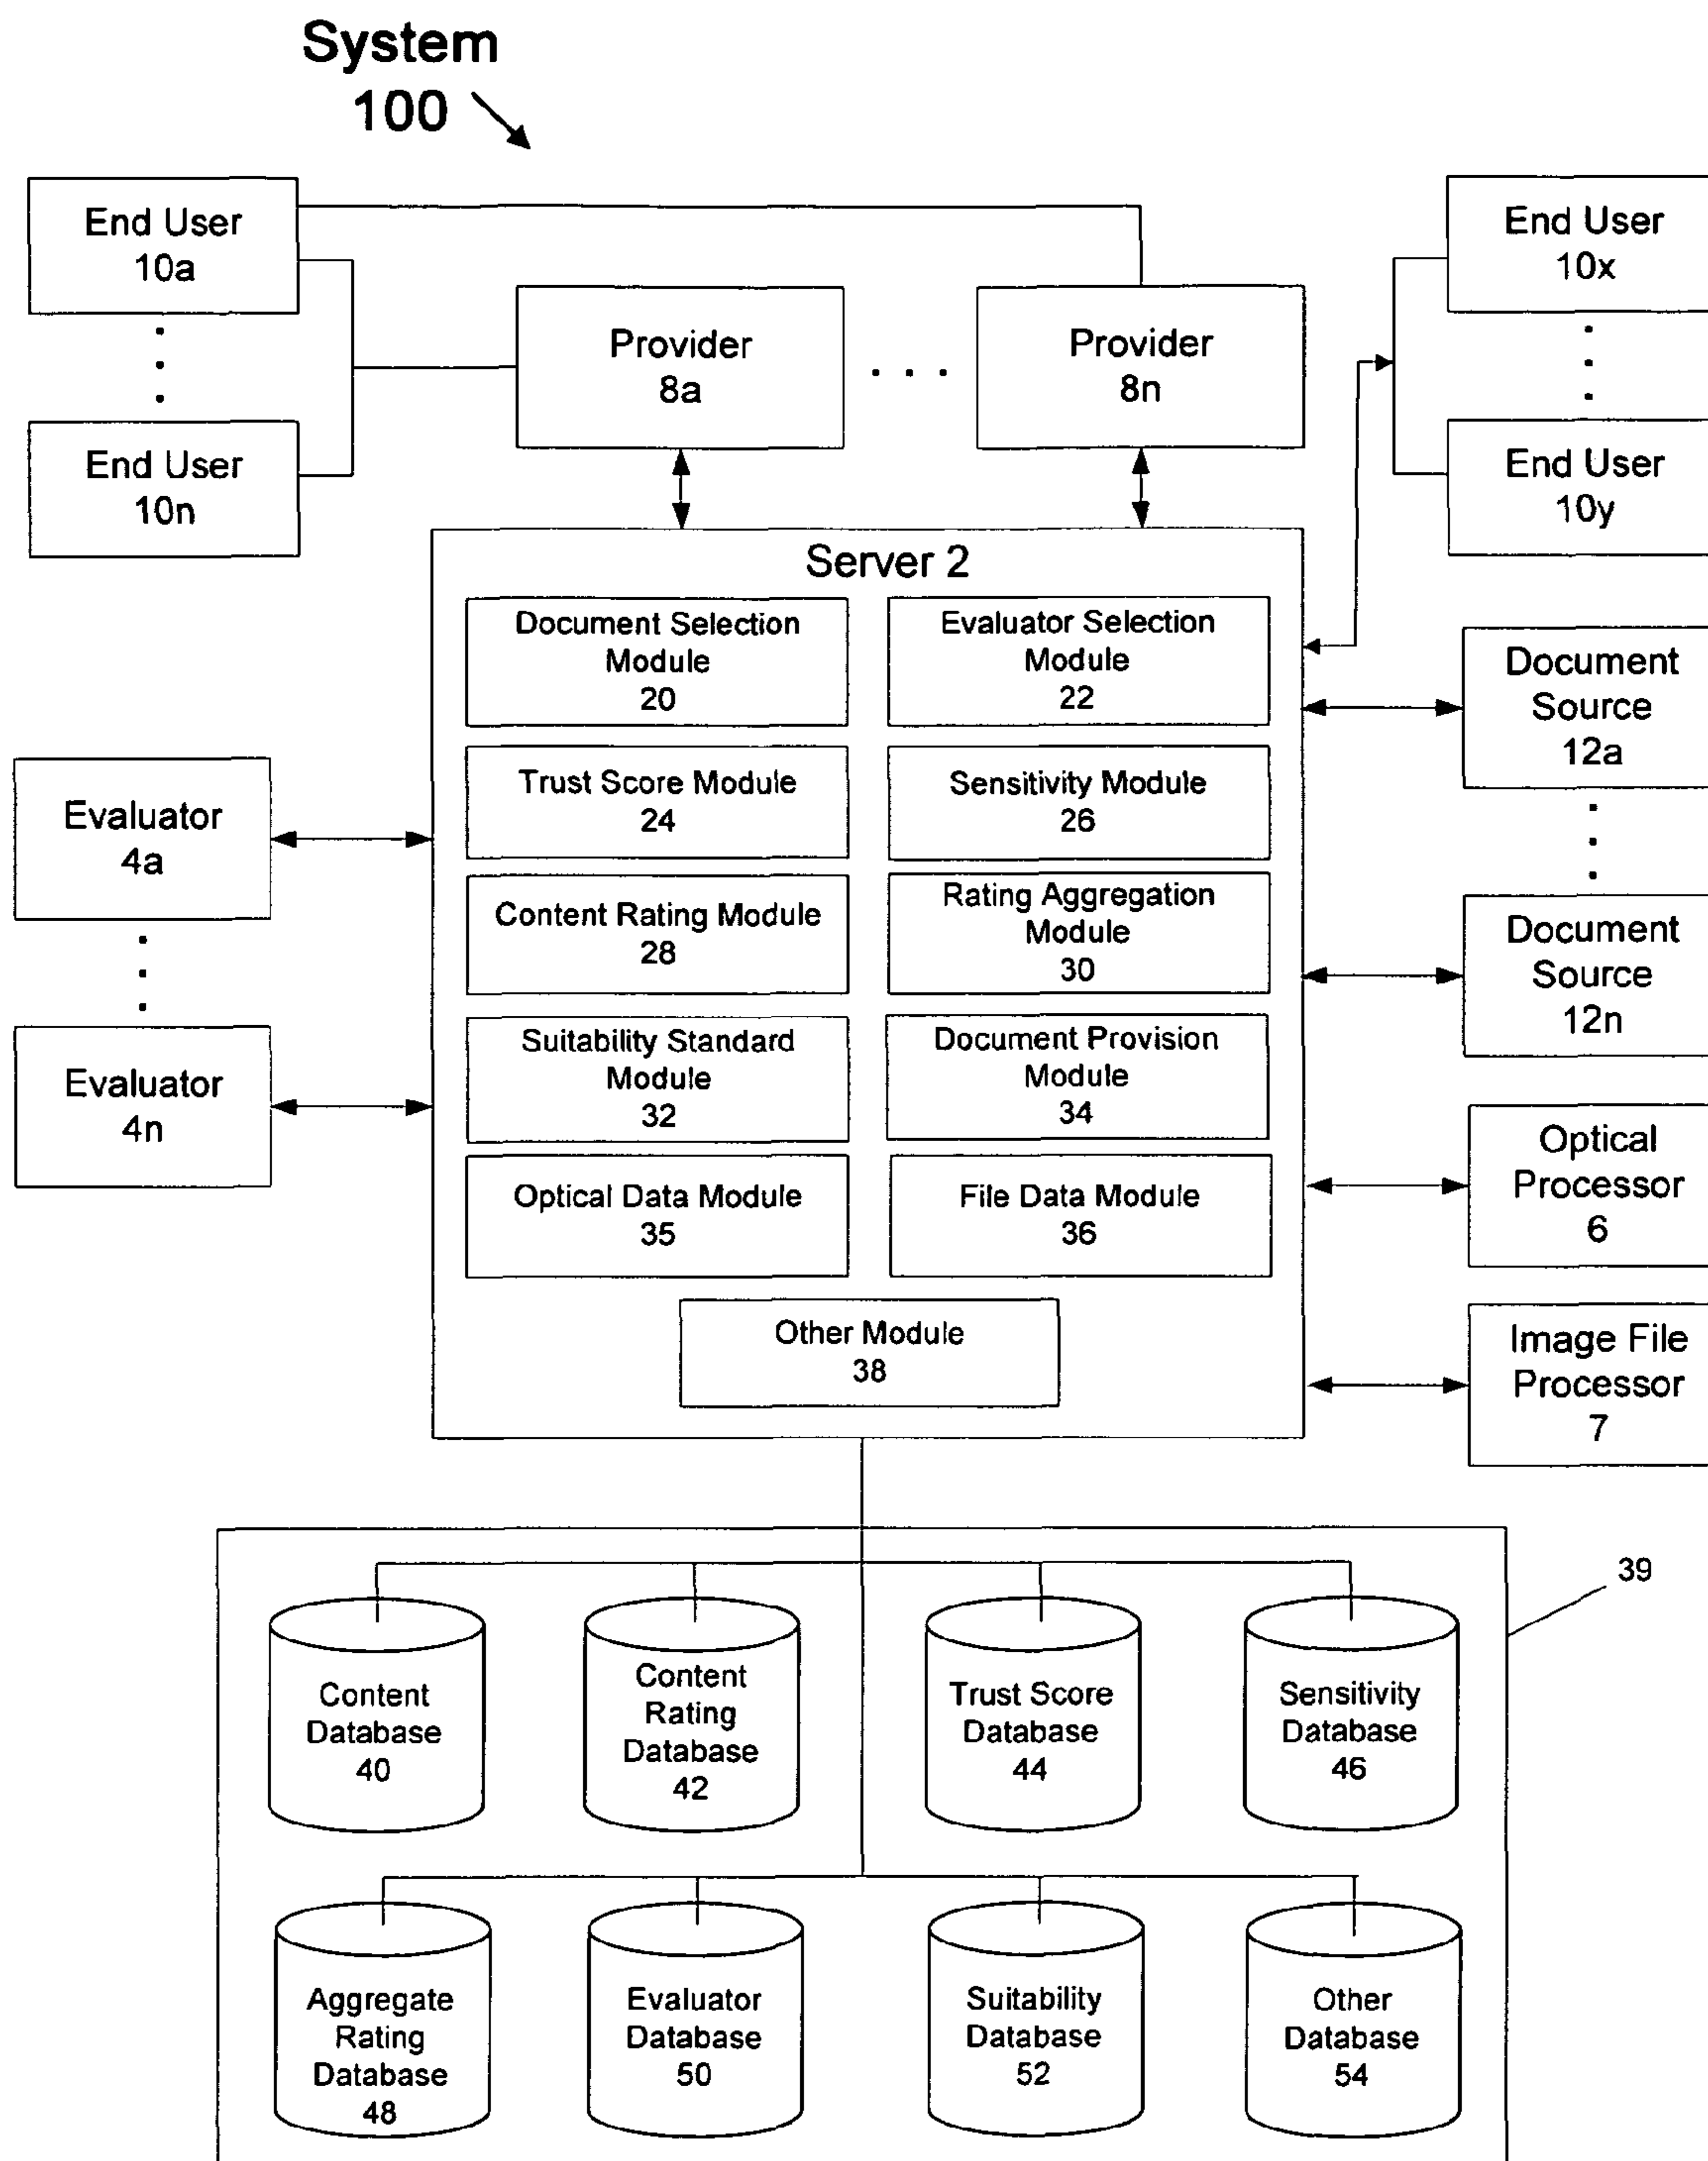 System
100
End User
10a
End User
10n
Provider
8a
. . .
Provider
8n
End User
10x
End User
10y
Server 2
Document Selection
Module
20
Evaluator Selection
Module
22
Trust Score Module
24
Sensitivity Module
26
Content Rating Module
28
Rating Aggregation
Module
30
Suitability Standard
Module
32
Document Provision
Module
34
Optical Data Module
35
File Data Module
36
Other Module
38
Evaluator
4a
Evaluator
4n
Document
Source
12a
Document
Source
12n
Optical
Processor
6
Image File
Processor
7
39
Content
Database
40
Content
Rating
Database
42
Trust Score
Database
44
Sensitivity
Database
46
Aggregate
Rating
Database
48
Evaluator
Database
50
Suitability
Database
52
Other
Database
54